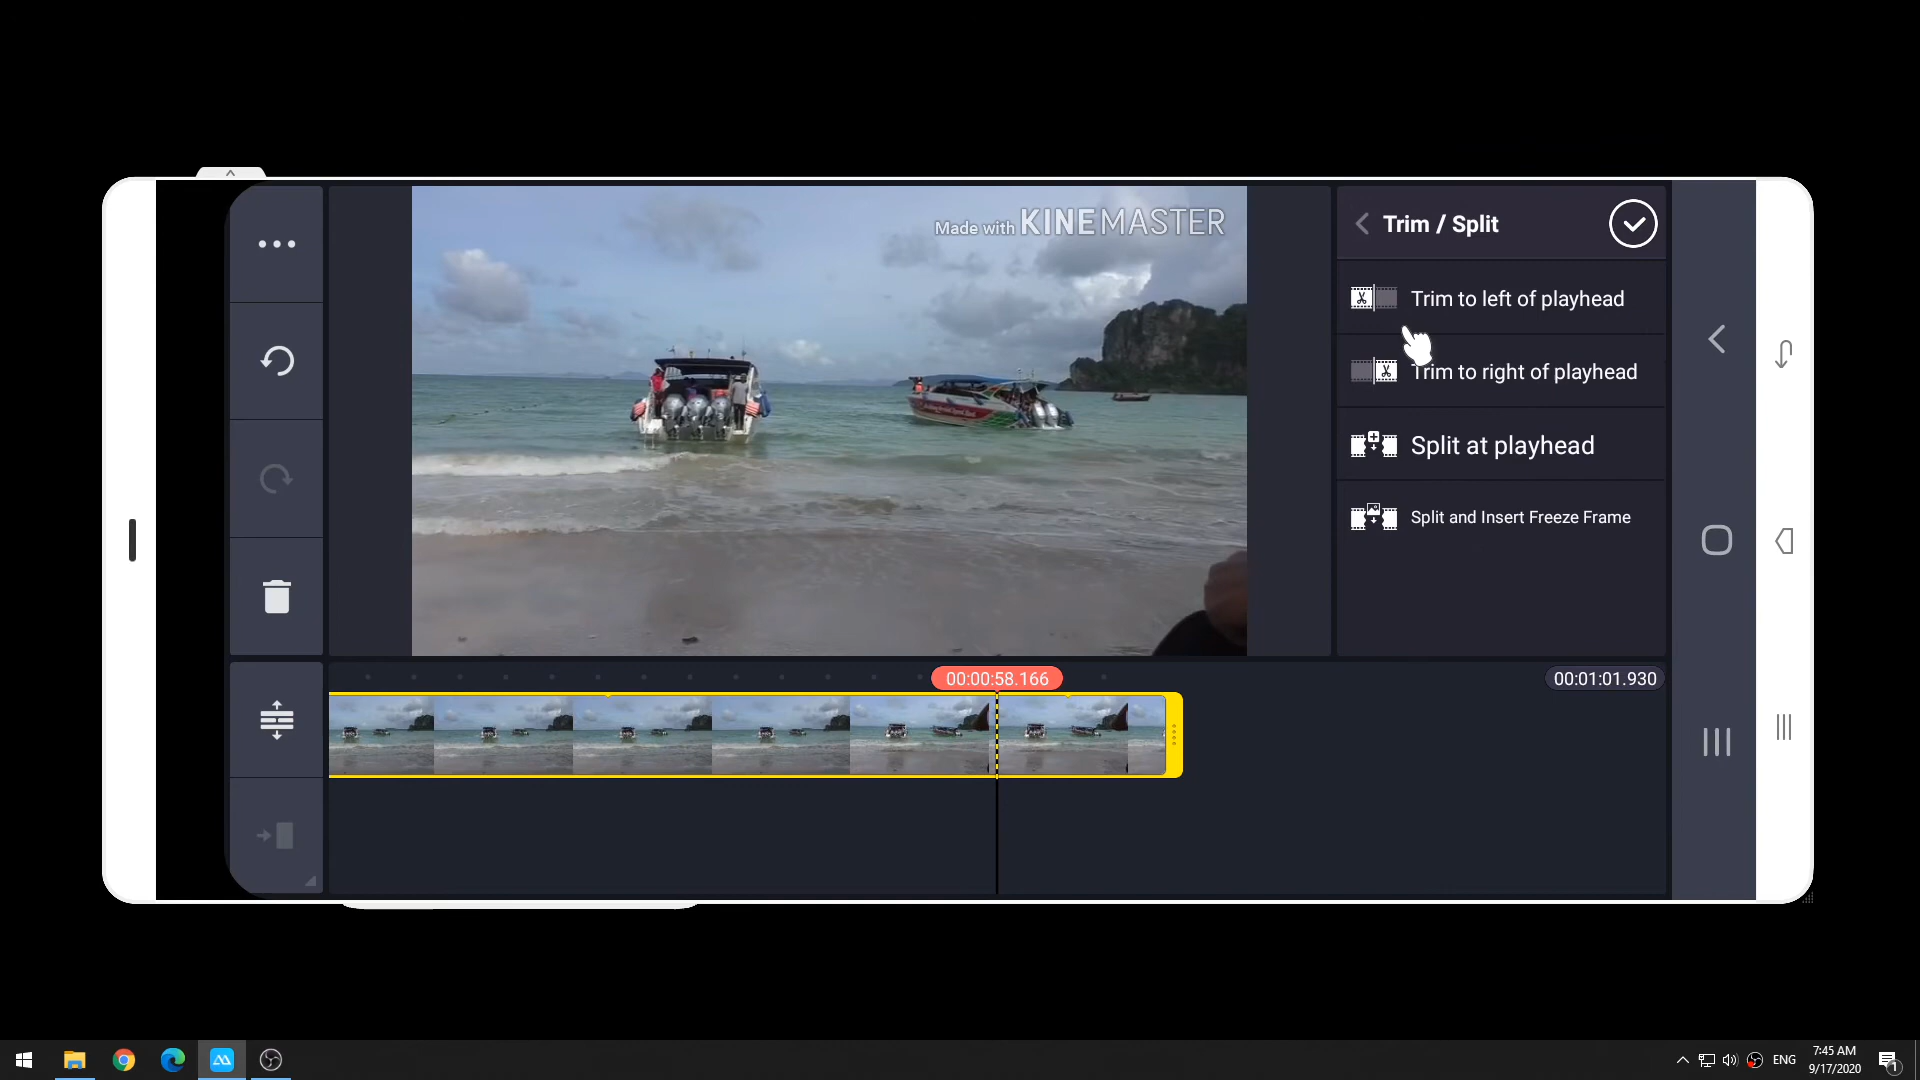 Made with KINEMASTER
Trim / Split
Trim to left of playhead
Trim to right of playhead
Split at playhead
Split and Insert Freeze Frame
00:00:58.166
00:01:01.930
ENG
7:45 AM
9/17/2020
1